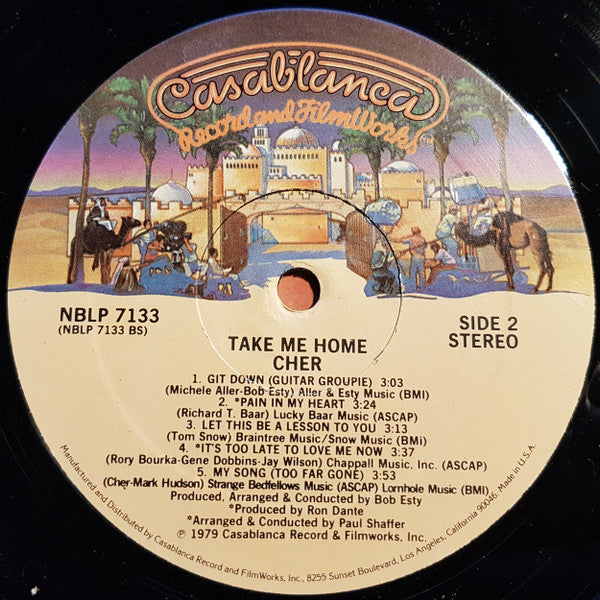 Casablanca
Record and FilmWorks
NBLP 7133
(NBLP 7133 BS)
SIDE 2
STEREO
TAKE ME HOME
CHER
1. GIT DOWN (GUITAR GROUPIE) 3:03
(Michele Aller-Bob Esty) Aller & Esty Music (BMI)
2. *PAIN IN MY HEART 3:24
(Richard T. Baar) Lucky Baar Music (ASCAP)
3. LET THIS BE A LESSON TO YOU 3:13
(Tom Snow) Braintree Music/Snow Music (BMI)
4. *IT'S TOO LATE TO LOVE ME NOW 3:37
(Rory Bourka-Gene Dobbins-Jay Wilson) Chappall Music, Inc. (ASCAP)
5. MY SONG (TOO FAR GONE) 3:53
(Cher-Mark Hudson) Strange Bedfellows Music (ASCAP) Lornhole Music (BMI)
Produced, Arranged & Conducted by Bob Esty
*Produced by Ron Dante
*Arranged & Conducted by Paul Shaffer
℗ 1979 Casablanca Record & Filmworks, Inc.
Manufactured and Distributed by Casablanca Record and FilmWorks, Inc., 8255 Sunset Boulevard, Los Angeles, California 90046. Made in U.S.A.